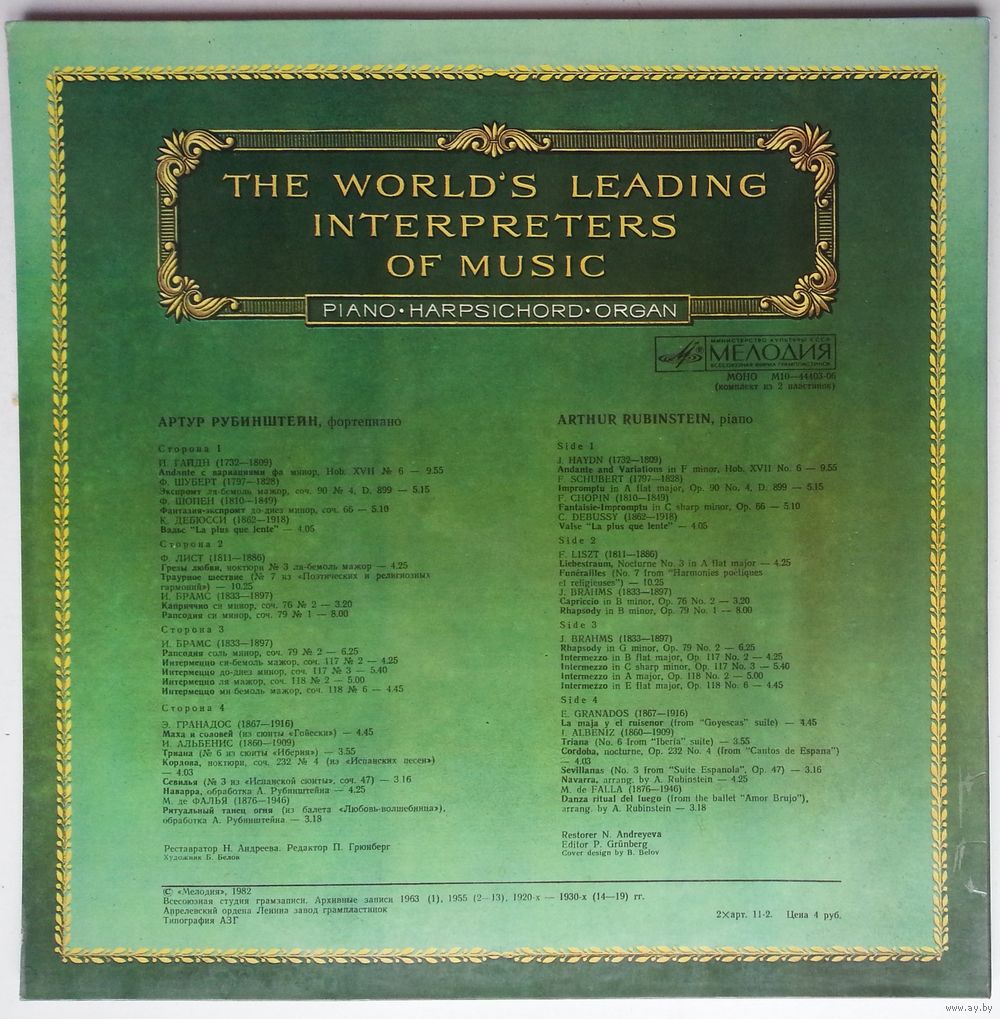 THE WORLD'S LEADING
INTERPRETERS
OF MUSIC
PIANO·HARPSICHORD·ORGAN
МИНИСТЕРСТВО КУЛЬТУРЫ СССР
МЕЛОДИЯ
ВСЕСОЮЗНАЯ ФИРМА ГРАМПЛАСТИНОК
МОНО М10—44403-06
(комплект из 2 пластинок)
АРТУР РУБИНШТЕЙН, фортепиано
Сторона 1
Й. ГАЙДН (1732—1809)
Andante с вариациями фа минор, Hob. XVII № 6 — 9.55
Ф. ШУБЕРТ (1797—1828)
Экспромт ля-бемоль мажор, соч. 90 № 4, D. 899 — 5.15
Ф. ШОПЕН (1810—1849)
Фантазия-экспромт до-диез минор, соч. 66 — 5.10
К. ДЕБЮССИ (1862—1918)
Вальс "La plus que lente" — 4.05
Сторона 2
Ф. ЛИСТ (1811—1886)
Грезы любви, ноктюрн № 3 ля-бемоль мажор — 4.25
Траурное шествие (№ 7 из «Поэтических и религиозных
гармоний») — 10.25
И. БРАМС (1833—1897)
Каприччио си минор, соч. 76 № 2 — 3.20
Рапсодия си минор, соч. 79 № 1 — 8.00
Сторона 3
И. БРАМС (1833—1897)
Рапсодия соль минор, соч. 79 № 2 — 6.25
Интермеццо си-бемоль мажор, соч. 117 № 2 — 4.25
Интермеццо до-диез минор, соч. 117 № 3 — 5.40
Интермеццо ля мажор, соч. 118 № 2 — 5.00
Интермеццо ми-бемоль мажор, соч. 118 № 6 — 4.45
Сторона 4
Э. ГРАНАДОС (1867—1916)
Маха и соловей (из сюиты «Гойески») — 4.45
И. АЛЬБЕНИС (1860—1909)
Триана (№ 6 из сюиты «Иберия») — 3.55
Кордова, ноктюрн, соч. 232 № 4 (из «Испанских песен»)
— 4.03
Севилья (№ 3 из «Испанской сюиты», соч. 47) — 3.16
Наварра, обработка А. Рубинштейна — 4.25
М. де ФАЛЬЯ (1876—1946)
Ритуальный танец огня (из балета «Любовь-волшебница»),
обработка А. Рубинштейна — 3.18
Реставратор Н. Андреева. Редактор П. Грюнберг
Художник Б. Белов
ARTHUR RUBINSTEIN, piano
Side 1
J. HAYDN (1732—1809)
Andante and Variations in F minor, Hob. XVII No. 6 — 9.55
F. SCHUBERT (1797—1828)
Impromptu in A flat major, Op. 90 No. 4, D. 899 — 5.15
F. CHOPIN (1810—1849)
Fantaisie-Impromptu in C sharp minor, Op. 66 — 5.10
C. DEBUSSY (1862—1918)
Valse "La plus que lente" — 4.05
Side 2
F. LISZT (1811—1886)
Liebestraum, Nocturne No. 3 in A flat major — 4.25
Funérailles (No. 7 from "Harmonies poétiques
et religieuses") — 10.25
J. BRAHMS (1833—1897)
Capriccio in B minor, Op. 76 No. 2 — 3.20
Rhapsody in B minor, Op. 79 No. 1 — 8.00
Side 3
J. BRAHMS (1833—1897)
Rhapsody in G minor, Op. 79 No. 2 — 6.25
Intermezzo in B flat major, Op. 117 No. 2 — 4.25
Intermezzo in C sharp minor, Op. 117 No. 3 — 5.40
Intermezzo in A major, Op. 118 No. 2 — 5.00
Intermezzo in E flat major, Op. 118 No. 6 — 4.45
Side 4
E. GRANADOS (1867—1916)
La maja y el ruisenor (from "Goyescas" suite) — 4.45
I. ALBENIZ (1860—1909)
Triana (No. 6 from "Iberia" suite) — 3.55
Cordoba, nocturne, Op. 232 No. 4 (from "Cantos de Espana")
— 4.03
Sevillanas (No. 3 from "Suite Espanola", Op. 47) — 3.16
Navarra, arrang. by A. Rubinstein — 4.25
M. de FALLA (1876—1946)
Danza ritual del fuego (from the ballet "Amor Brujo"),
arrang. by A. Rubinstein — 3.18
Restorer N. Andreyeva
Editor P. Grünberg
Cover design by B. Belov
© «Мелодия», 1982
Всесоюзная студия грамзаписи. Архивные записи 1963 (1), 1955 (2—13), 1920-х — 1930-х (14—19) гг.
Апрелевский ордена Ленина завод грампластинок
Типография АЗГ
2×арт. 11-2. Цена 4 руб.
www.ay.by